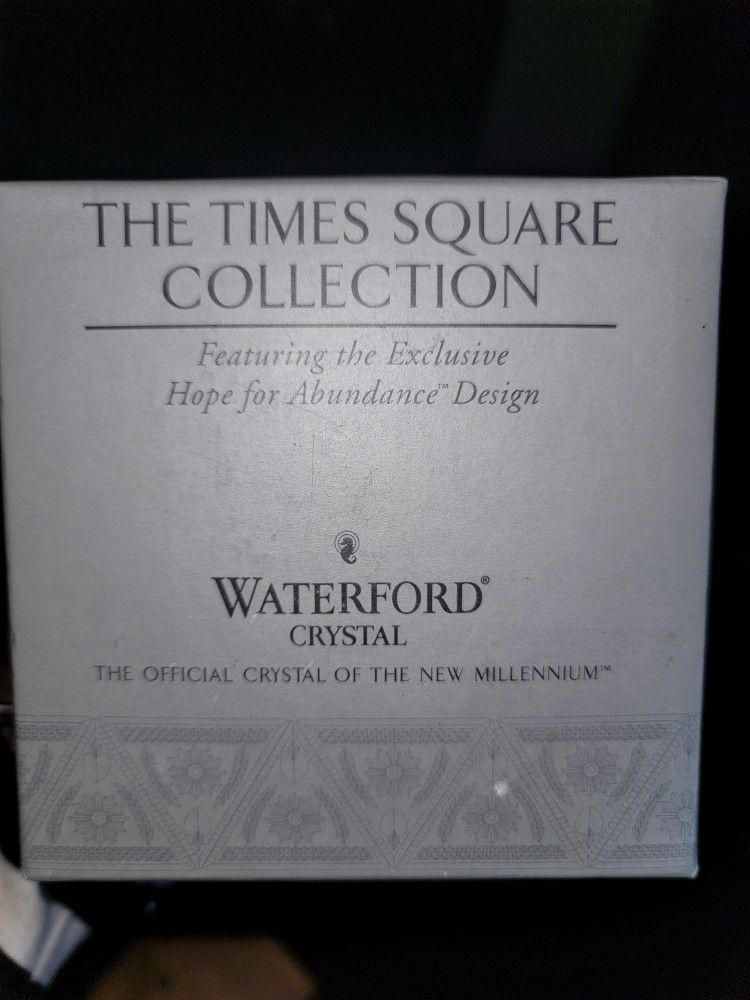 THE TIMES SQUARE
COLLECTION
Featuring the Exclusive
Hope for Abundance™ Design
WATERFORD®
CRYSTAL
THE OFFICIAL CRYSTAL OF THE NEW MILLENNIUM™